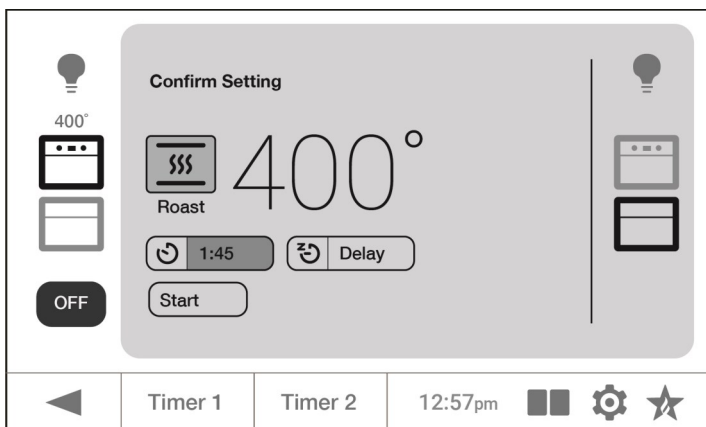 Confirm Setting
400°
400°
Roast
1:45
Z
Delay
OFF
Start
Timer 1
Timer 2
12:57pm